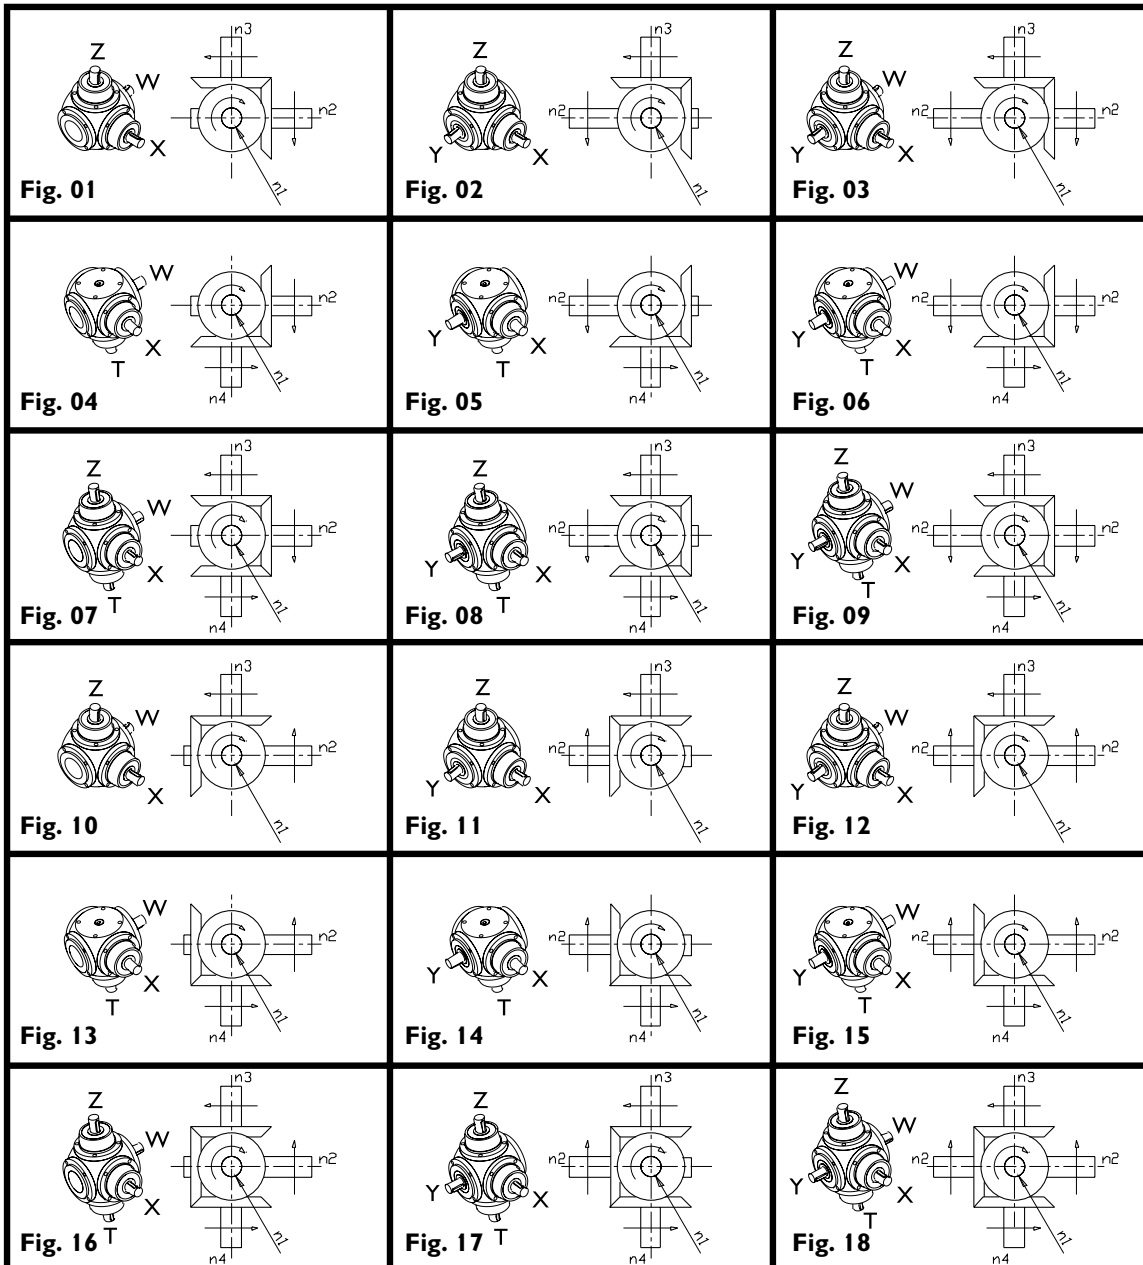 n3
Z
W
n2
X
n1
Fig. 01
n3
Z
n2
Y
X
n1
Fig. 02
n3
Z
W
n2
n2
Y
X
n1
Fig. 03
W
n2
X
T
n1
n4
Fig. 04
n2
Y
X
T
n1
n4
Fig. 05
W
n2
n2
Y
X
T
n1
n4
Fig. 06
n3
Z
W
n2
X
T
n1
n4
Fig. 07
n3
Z
n2
Y
X
T
n1
n4
Fig. 08
n3
Z
W
n2
n2
Y
X
T
n1
n4
Fig. 09
n3
Z
W
n2
X
n1
Fig. 10
n3
Z
n2
Y
X
n1
Fig. 11
n3
Z
W
n2
n2
Y
X
n1
Fig. 12
W
n2
X
T
n1
n4
Fig. 13
n2
Y
X
T
n1
n4
Fig. 14
W
n2
n2
Y
X
T
n1
n4
Fig. 15
n3
Z
W
n2
X
T
n1
n4
Fig. 16
n3
Z
n2
Y
X
T
n1
n4
Fig. 17
n3
Z
W
n2
n2
Y
X
T
n1
n4
Fig. 18